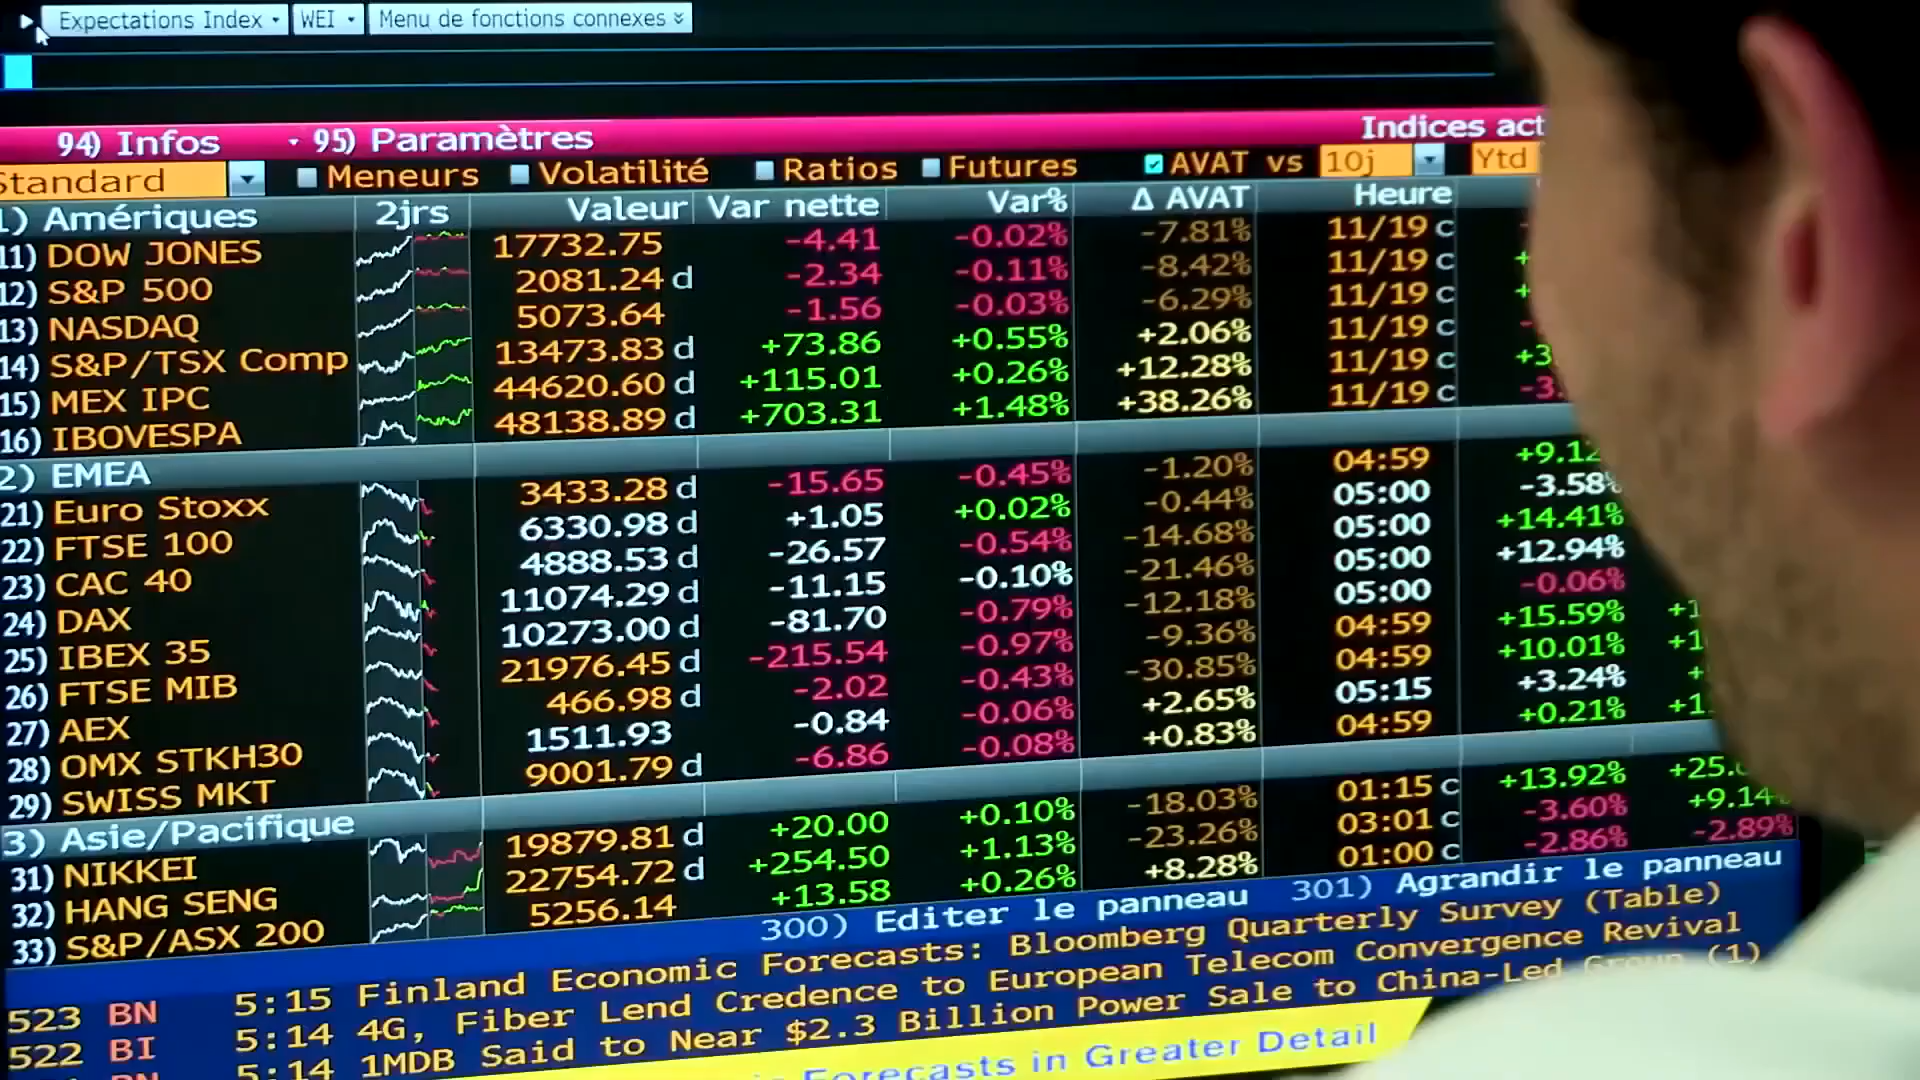 Expectations Index WEI Menu de fonctions connexes
94) Infos 95) Paramètres Indices act
Standard Meneurs Volatilité Ratios Futures AVAT vs 10j Ytd
1) Amériques 2jrs Valeur Var nette Var% Δ AVAT Heure
11) DOW JONES 17732.75 -4.41 -0.02% -7.81% 11/19 c
12) S&P 500 2081.24 d -2.34 -0.11% -8.42% 11/19 c
13) NASDAQ 5073.64 -1.56 -0.03% -6.29% 11/19 c
14) S&P/TSX Comp 13473.83 d +73.86 +0.55% +2.06% 11/19 c
15) MEX IPC 44620.60 d +115.01 +0.26% +12.28% 11/19 c
16) IBOVESPA 48138.89 d +703.31 +1.48% +38.26% 11/19 c
2) EMEA
21) Euro Stoxx 3433.28 d -15.65 -0.45% -1.20% 04:59 +9.12
22) FTSE 100 6330.98 d +1.05 +0.02% -0.44% 05:00 -3.58%
23) CAC 40 4888.53 d -26.57 -0.54% -14.68% 05:00 +14.41%
24) DAX 11074.29 d -11.15 -0.10% -21.46% 05:00 +12.94%
25) IBEX 35 10273.00 d -81.70 -0.79% -12.18% 05:00 -0.06%
26) FTSE MIB 21976.45 d -215.54 -0.97% -9.36% 04:59 +15.59%
27) AEX 466.98 d -2.02 -0.43% -30.85% 04:59 +10.01%
28) OMX STKH30 1511.93 -0.84 -0.06% +2.65% 05:15 +3.24%
29) SWISS MKT 9001.79 d -6.86 -0.08% +0.83% 04:59 +0.21%
3) Asie/Pacifique
31) NIKKEI 19879.81 d +20.00 +0.10% -18.03% 01:15 c +13.92% +25.
32) HANG SENG 22754.72 d +254.50 +1.13% -23.26% 03:01 c -3.60% +9.14
33) S&P/ASX 200 5256.14 +13.58 +0.26% +8.28% 01:00 c -2.86% -2.89%
300) Editer le panneau 301) Agrandir le panneau
523 BN 5:15 Finland Economic Forecasts: Bloomberg Quarterly Survey (Table)
522 BI 5:14 4G, Fiber Lend Credence to European Telecom Convergence Revival
BN 5:14 1MDB Said to Near $2.3 Billion Power Sale to China-Led Group (1)
Forecasts in Greater Detail